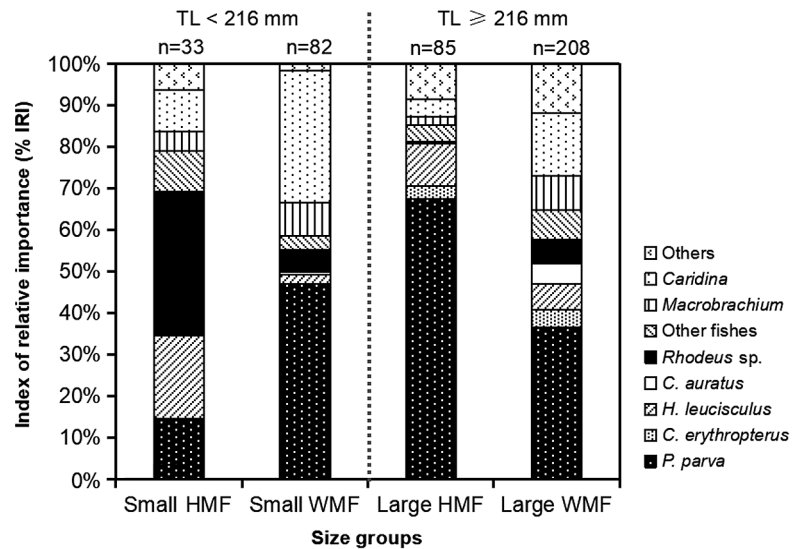 TL < 216 mm
TL ⩾ 216 mm
n=33
n=82
n=85
n=208
100%
90%
80%
70%
60%
50%
40%
30%
20%
10%
0%
Index of relative importance (% IRI)
Small HMF
Small WMF
Large HMF
Large WMF
Size groups
Others
Caridina
Macrobrachium
Other fishes
Rhodeus sp.
C. auratus
H. leucisculus
C. erythropterus
P. parva